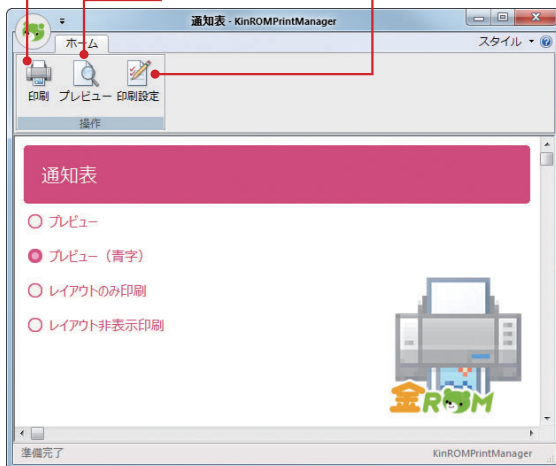 通知表 - KinROMPrintManager
ホーム
スタイル
印刷 プレビュー 印刷設定
操作
通知表
プレビュー
プレビュー（青字）
レイアウトのみ印刷
レイアウト非表示印刷
金ROM
準備完了
KinROMPrintManager